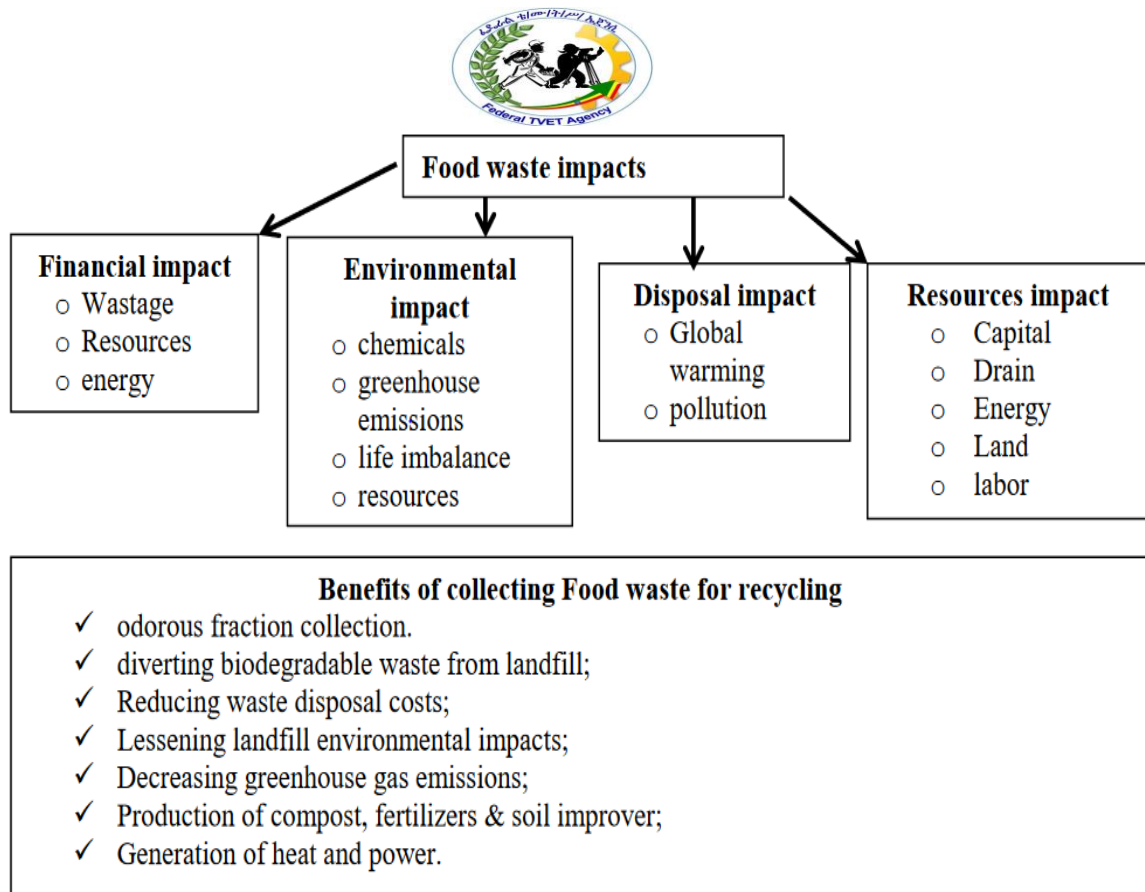 ፌዴራል ቴ/ሙ/ት/ሥ/ ኤጀንሲ
Federal TVET Agency
Food waste impacts
Financial impact
o Wastage
o Resources
o energy
Environmental
impact
o chemicals
o greenhouse
emissions
o life imbalance
o resources
Disposal impact
o Global
warming
o pollution
Resources impact
o Capital
o Drain
o Energy
o Land
o labor
Benefits of collecting Food waste for recycling
✓ odorous fraction collection.
✓ diverting biodegradable waste from landfill;
✓ Reducing waste disposal costs;
✓ Lessening landfill environmental impacts;
✓ Decreasing greenhouse gas emissions;
✓ Production of compost, fertilizers & soil improver;
✓ Generation of heat and power.